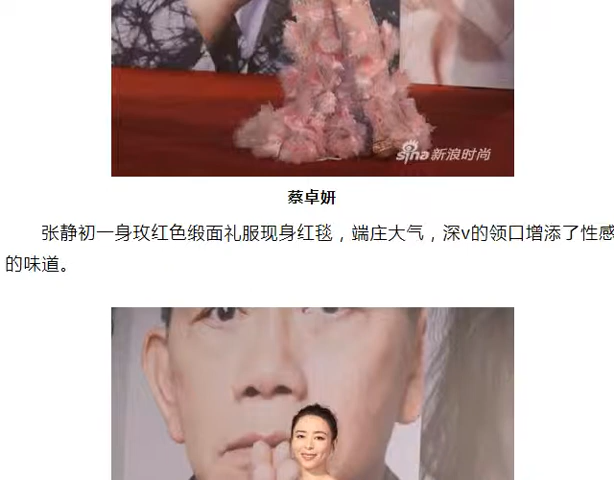 sina新浪时尚
蔡卓妍
张静初一身玫红色缎面礼服现身红毯，端庄大气，深v的领口增添了性感
的味道。